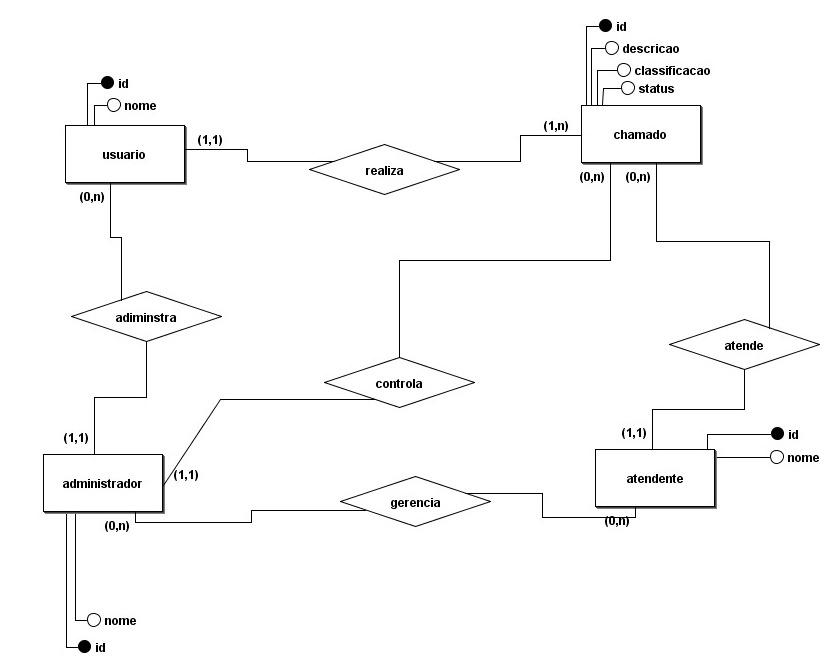 id
descricao
classificacao
status
id
nome
usuario
(1,1)
realiza
(1,n)
chamado
(0,n)
(0,n)
(0,n)
adiminstra
atende
controla
(1,1)
(1,1)
id
nome
administrador
(1,1)
atendente
gerencia
(0,n)
(0,n)
nome
id